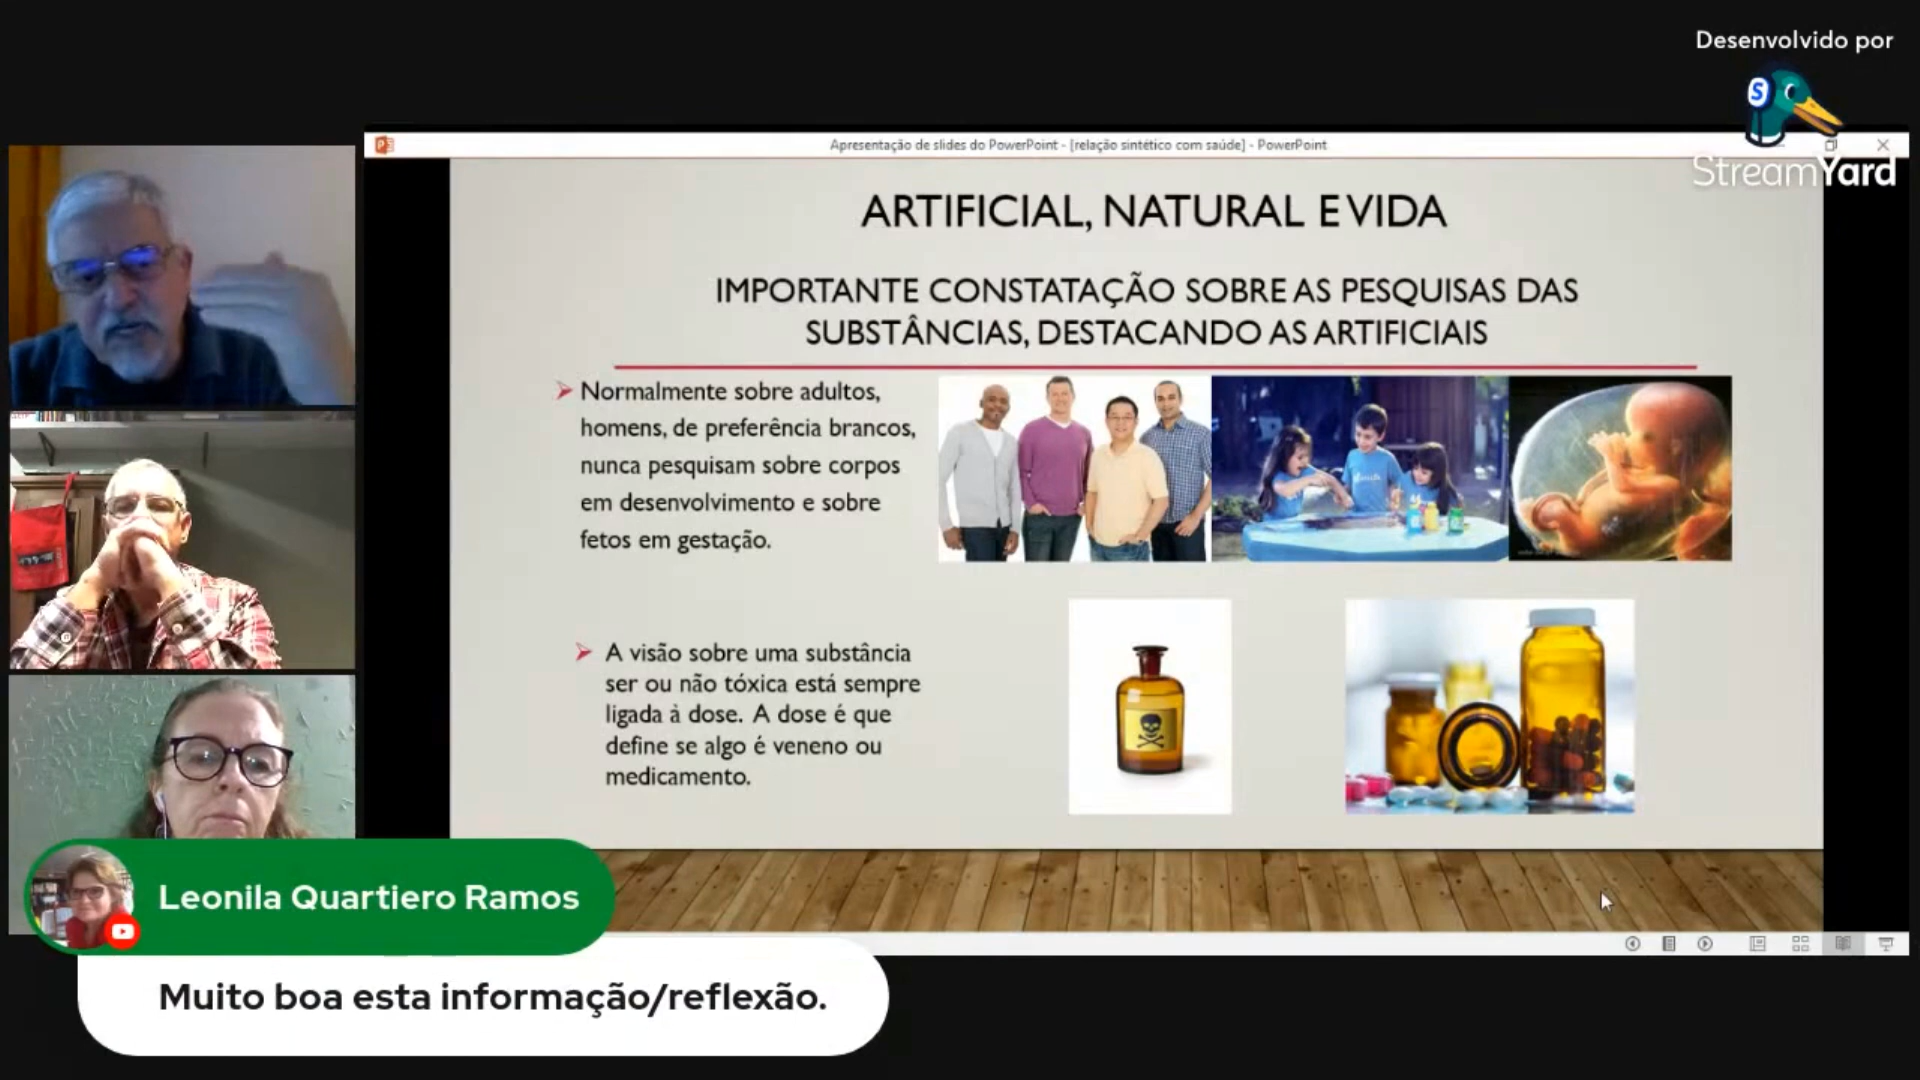 Desenvolvido por
StreamYard
Apresentação de slides do PowerPoint - [relação sintético com saúde] - PowerPoint
ARTIFICIAL, NATURAL E VIDA
IMPORTANTE CONSTATAÇÃO SOBRE AS PESQUISAS DAS
SUBSTÂNCIAS, DESTACANDO AS ARTIFICIAIS
Normalmente sobre adultos,
homens, de preferência brancos,
nunca pesquisam sobre corpos
em desenvolvimento e sobre
fetos em gestação.
A visão sobre uma substância
ser ou não tóxica está sempre
ligada à dose. A dose é que
define se algo é veneno ou
medicamento.
Leonila Quartiero Ramos
Muito boa esta informação/reflexão.